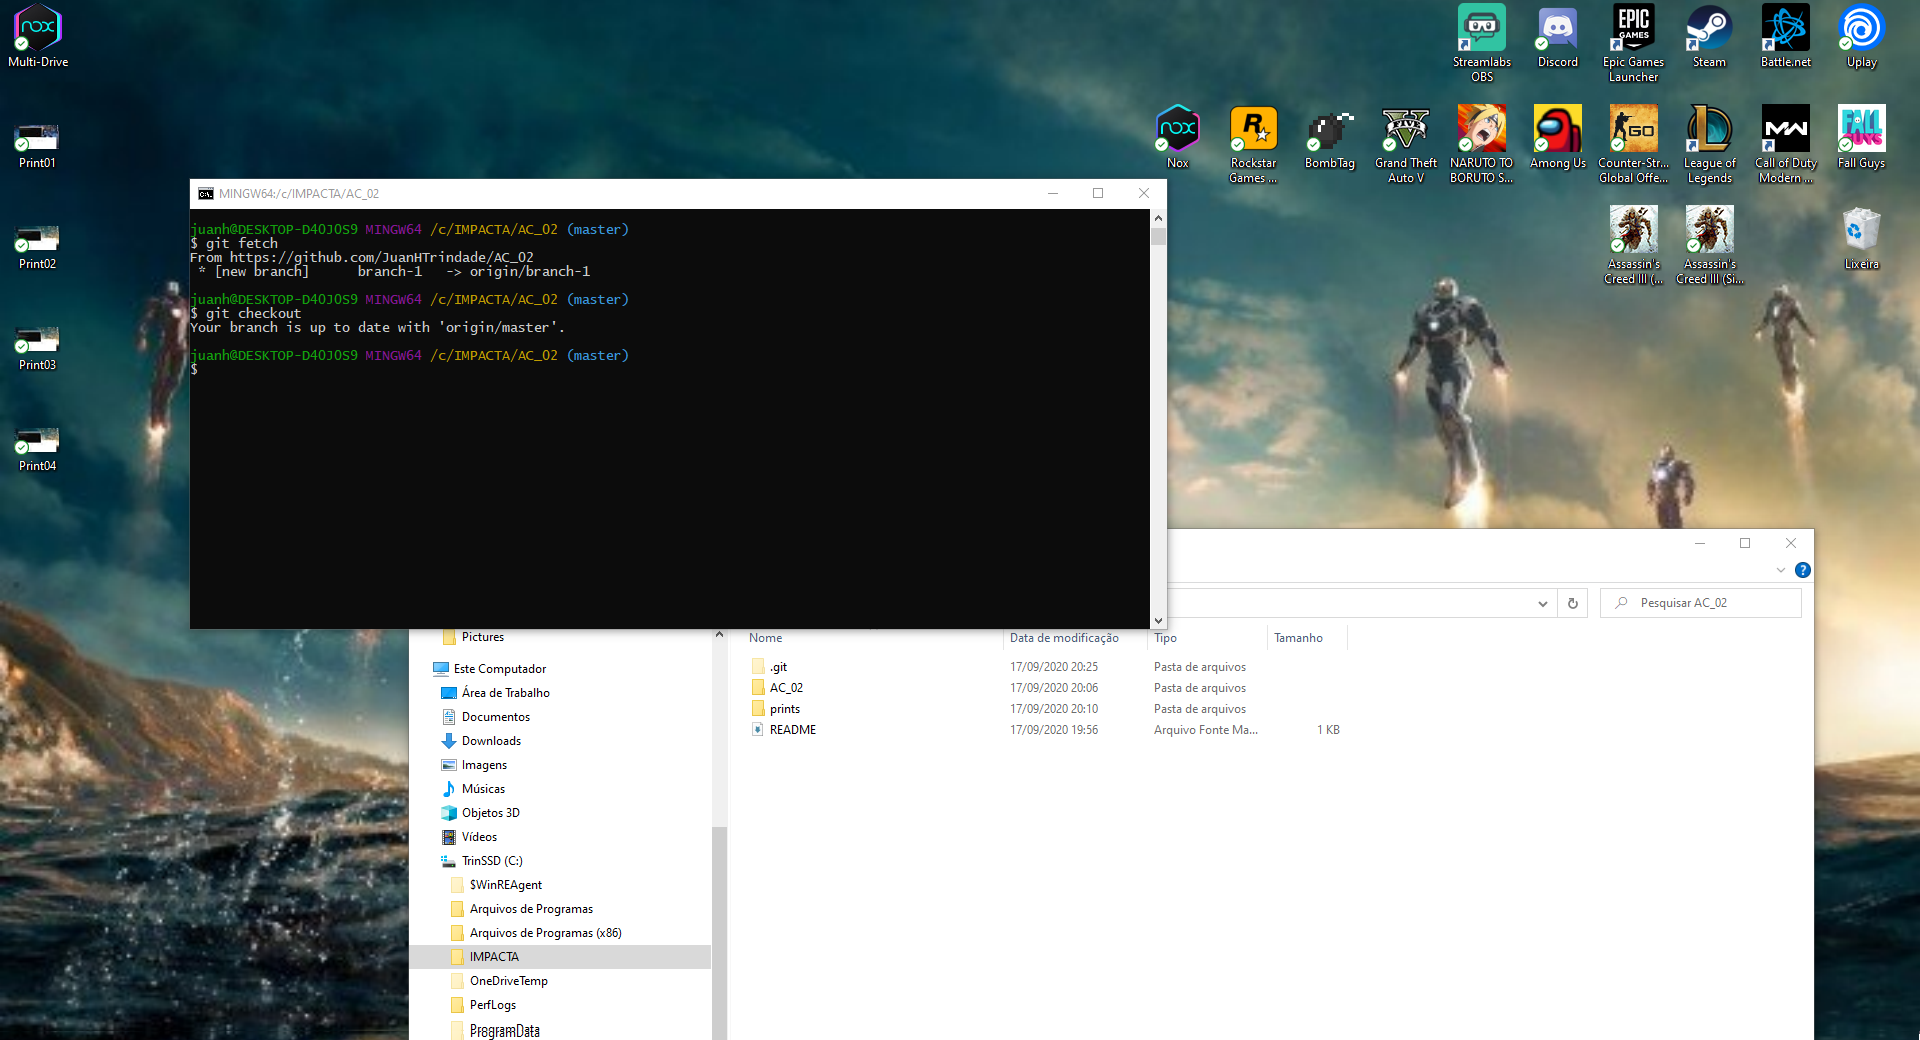 Multi-Drive
Print01
Print02
Print03
Print04
Streamlabs
OBS
Discord
EPIC
GAMES
Epic Games
Launcher
Steam
Battle.net
Uplay
nox
Nox
R
Rockstar
Games ...
BombTag
V
FIVE
Grand Theft
Auto V
NARUTO TO
BORUTO S...
Among Us
GO
Counter-Str...
Global Offe...
League of
Legends
MW
Call of Duty
Modern ...
FALL
GUYS
Fall Guys
Assassin's
Creed III (...
Assassin's
Creed III (Si...
Lixeira
MINGW64:/c/IMPACTA/AC_02
juanh@DESKTOP-D40J0S9 MINGW64 /c/IMPACTA/AC_02 (master)
$ git fetch
From https://github.com/JuanHTrindade/AC_02
 * [new branch]      branch-1   -> origin/branch-1
juanh@DESKTOP-D40J0S9 MINGW64 /c/IMPACTA/AC_02 (master)
$ git checkout
Your branch is up to date with 'origin/master'.
juanh@DESKTOP-D40J0S9 MINGW64 /c/IMPACTA/AC_02 (master)
$
Pesquisar AC_02
Pictures
Este Computador
Área de Trabalho
Documentos
Downloads
Imagens
Músicas
Objetos 3D
Vídeos
TrinSSD (C:)
$WinREAgent
Arquivos de Programas
Arquivos de Programas (x86)
IMPACTA
OneDriveTemp
PerfLogs
ProgramData
Nome Data de modificação Tipo Tamanho
.git 17/09/2020 20:25 Pasta de arquivos
AC_02 17/09/2020 20:06 Pasta de arquivos
prints 17/09/2020 20:10 Pasta de arquivos
README 17/09/2020 19:56 Arquivo Fonte Ma... 1 KB